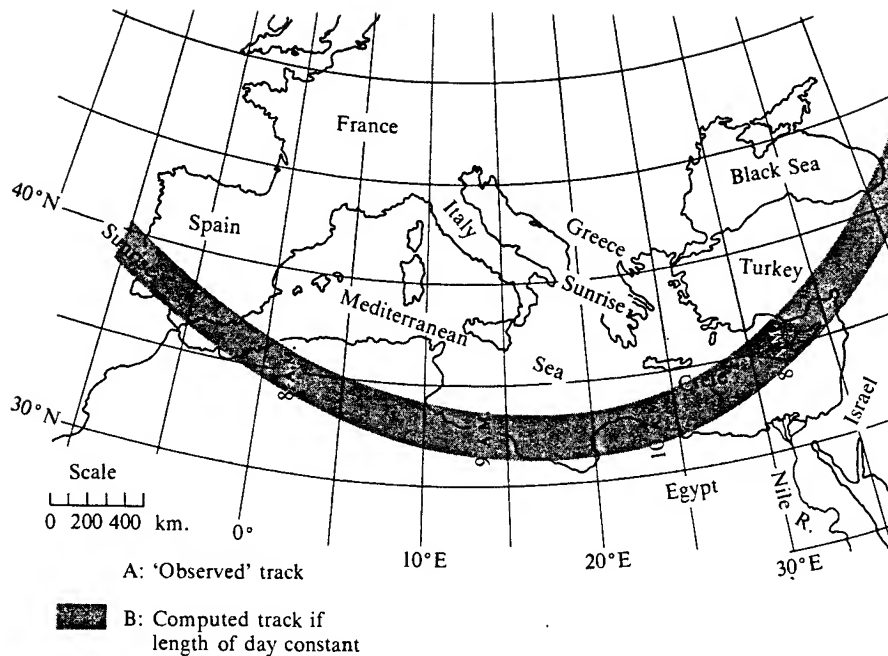 France
Black Sea
40°N
Spain
Italy
Greece
Turkey
Sunrise
Mediterranean
Sea
Crete
30°N
Israel
Scale
0 200 400 km.
Egypt
Nile R.
0°
10°E
20°E
30°E
A: 'Observed' track
B: Computed track if
length of day constant